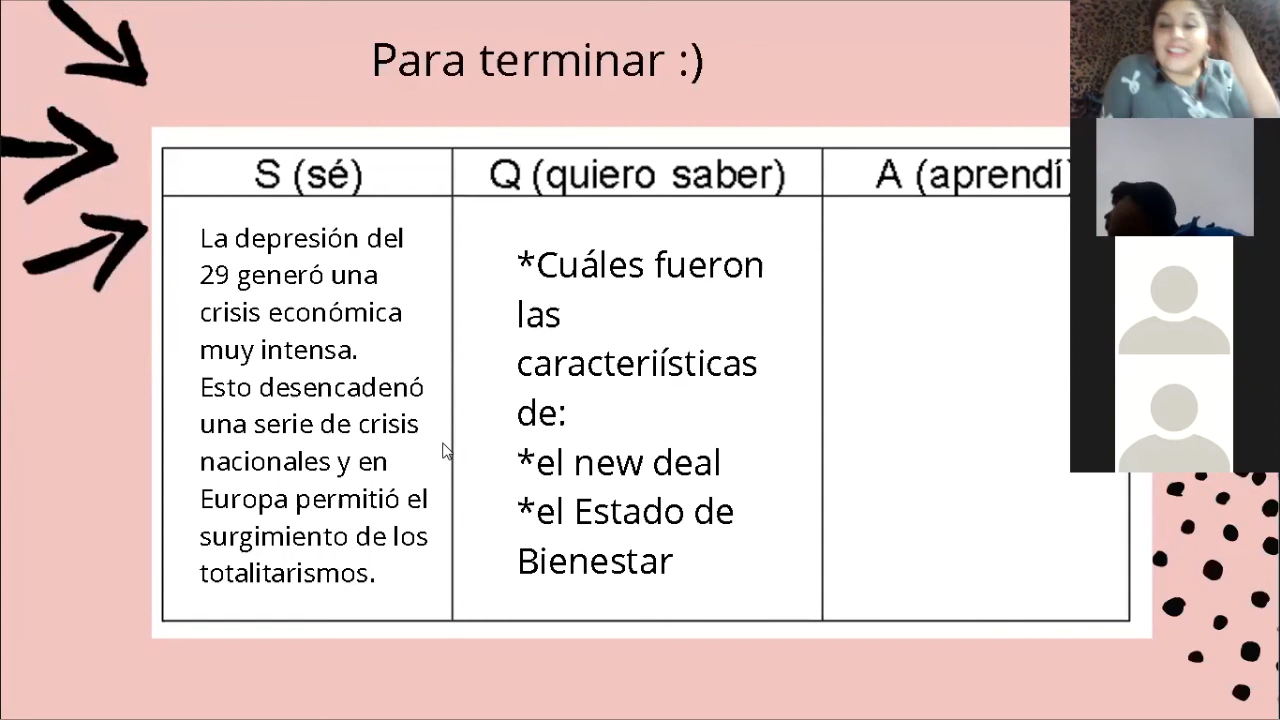 Para terminar :)
S (sé)
Q (quiero saber)
A (aprendí)
La depresión del
29 generó una
crisis económica
muy intensa.
Esto desencadenó
una serie de crisis
nacionales y en
Europa permitió el
surgimiento de los
totalitarismos.
*Cuáles fueron
las
caracteriísticas
de:
*el new deal
*el Estado de
Bienestar